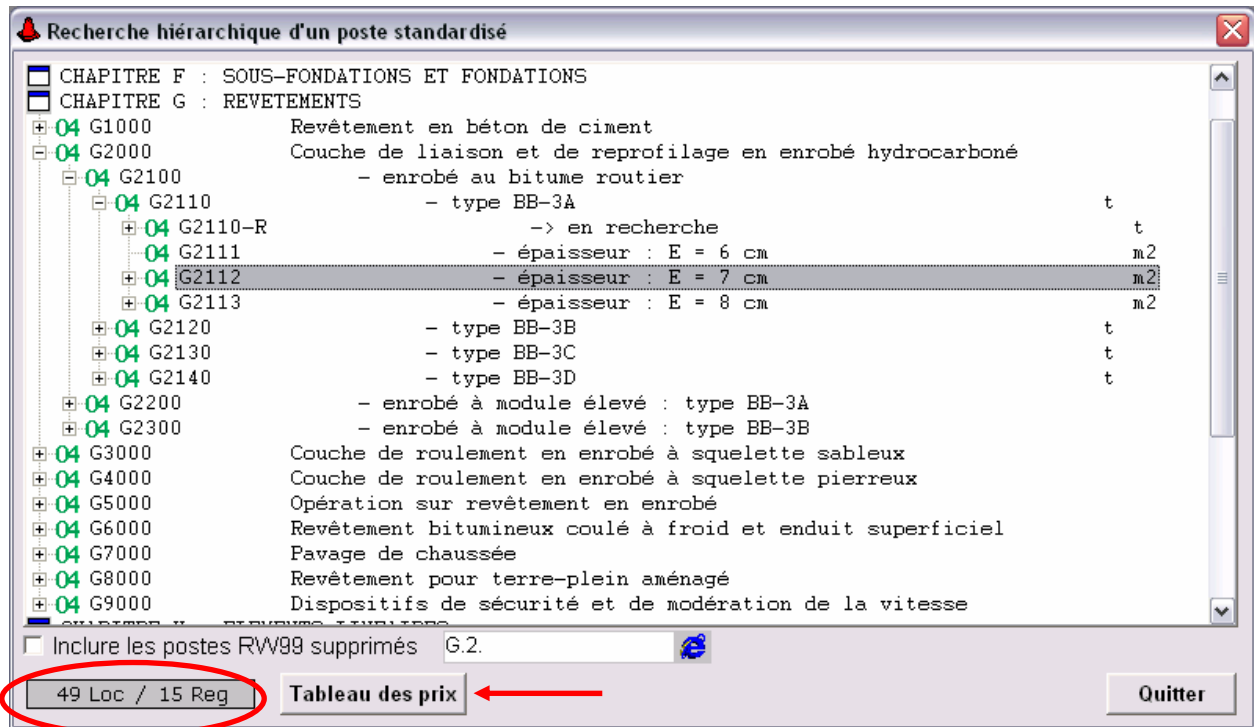 Recherche hiérarchique d'un poste standardisé
CHAPITRE F : SOUS-FONDATIONS ET FONDATIONS
CHAPITRE G : REVETEMENTS
04 G1000 Revêtement en béton de ciment
04 G2000 Couche de liaison et de reprofilage en enrobé hydrocarboné
04 G2100 - enrobé au bitume routier
04 G2110 - type BB-3A t
04 G2110-R -> en recherche t
04 G2111 - épaisseur : E = 6 cm m2
04 G2112 - épaisseur : E = 7 cm m2
04 G2113 - épaisseur : E = 8 cm m2
04 G2120 - type BB-3B t
04 G2130 - type BB-3C t
04 G2140 - type BB-3D t
04 G2200 - enrobé à module élevé : type BB-3A
04 G2300 - enrobé à module élevé : type BB-3B
04 G3000 Couche de roulement en enrobé à squelette sableux
04 G4000 Couche de roulement en enrobé à squelette pierreux
04 G5000 Opération sur revêtement en enrobé
04 G6000 Revêtement bitumineux coulé à froid et enduit superficiel
04 G7000 Pavage de chaussée
04 G8000 Revêtement pour terre-plein aménagé
04 G9000 Dispositifs de sécurité et de modération de la vitesse
Inclure les postes RW99 supprimés G.2.
49 Loc / 15 Reg Tableau des prix Quitter